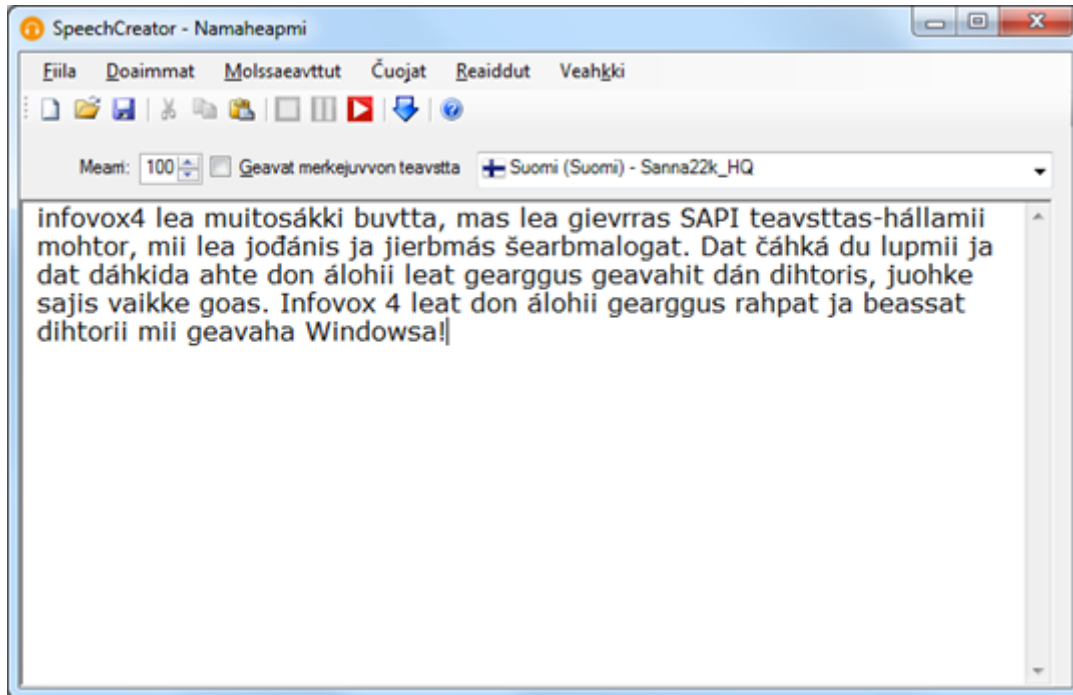 SpeechCreator - Namaheapmi
Fiila Doaimmat Molssaeavttut Čuojat Reaiddut Veahkki
Mearri: 100 Geavat merkejuvvon teavstta Suomi (Suomi) - Sanna22k_HQ
infovox4 lea muitosákki buvtta, mas lea gievrras SAPI teavsttas-hállamii
mohtor, mii lea jođánis ja jierbmás šearbmalogat. Dat čáhká du lupmii ja
dat dáhkida ahte don álohii leat gearggus geavahit dán dihtoris, juohke
sajis vaikke goas. Infovox 4 leat don álohii gearggus rahpat ja beassat
dihtorii mii geavaha Windowsa!